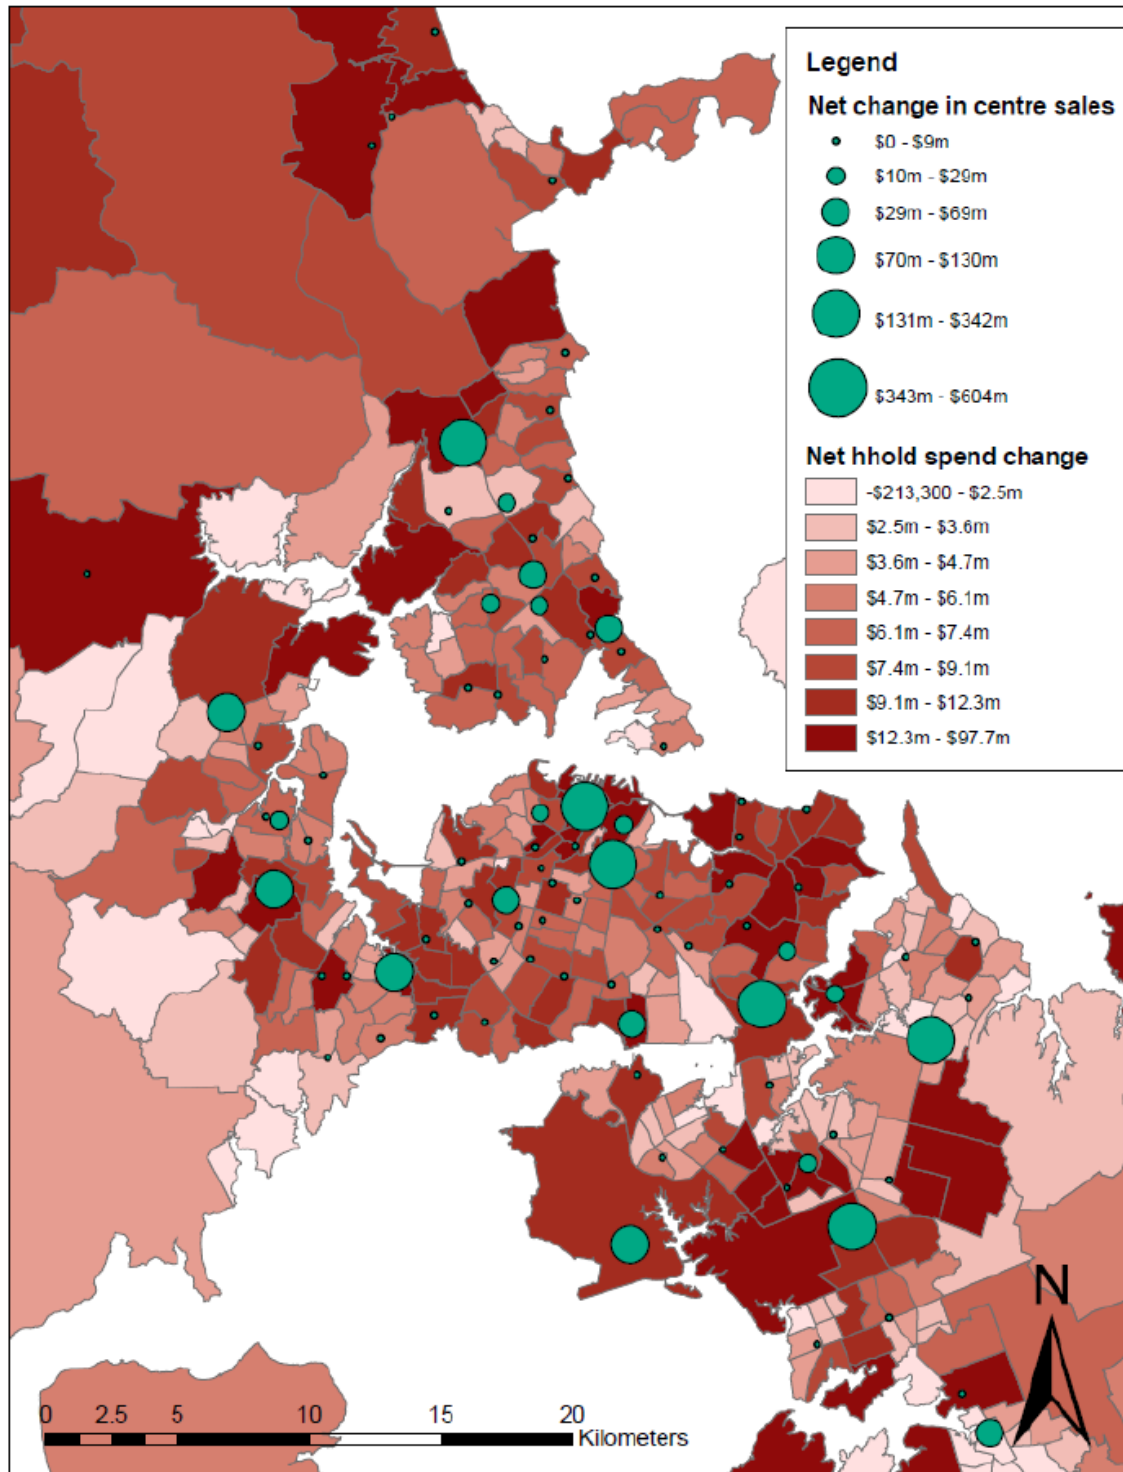 Legend
Net change in centre sales
$0 - $9m
$10m - $29m
$29m - $69m
$70m - $130m
$131m - $342m
$343m - $604m
Net hhold spend change
-$213,300 - $2.5m
$2.5m - $3.6m
$3.6m - $4.7m
$4.7m - $6.1m
$6.1m - $7.4m
$7.4m - $9.1m
$9.1m - $12.3m
$12.3m - $97.7m
N
0 2.5 5 10 15 20
Kilometers